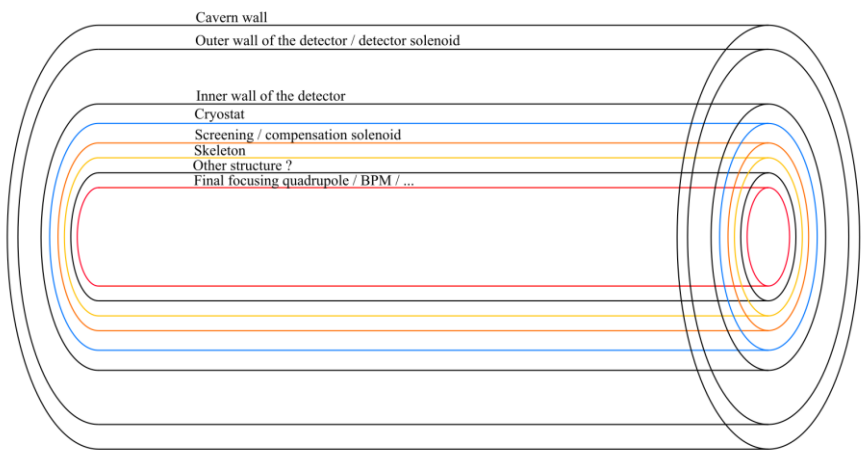 Cavern wall
Outer wall of the detector / detector solenoid
Inner wall of the detector
Cryostat
Screening / compensation solenoid
Skeleton
Other structure ?
Final focusing quadrupole / BPM / ...